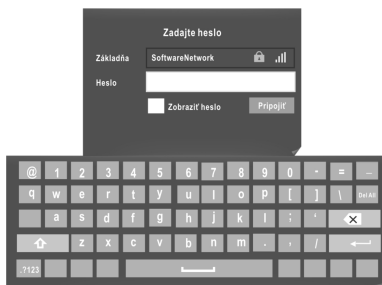 Zadajte heslo
Základňa SoftwareNetwork
Heslo
Zobraziť heslo Pripojiť
@ 1 2 3 4 5 6 7 8 9 0 - = _
q w e r t y u l o p [ ] \ Del All
a s d f g h j k l ; '
z x c v b n m . , /
.?123